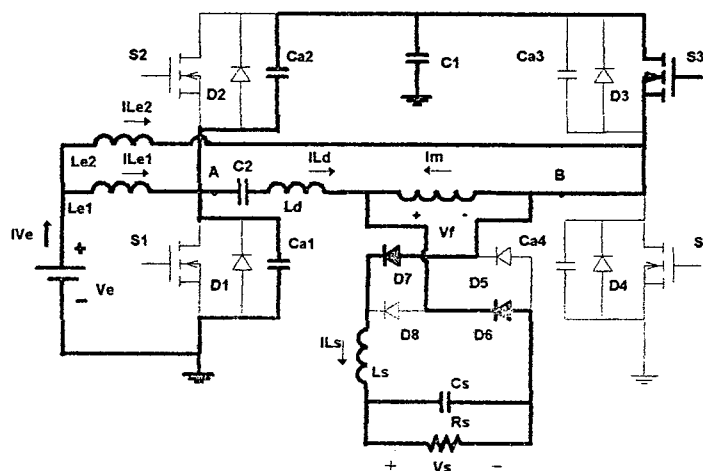 S2
Ca2
C1
Ca3
S3
D2
D3
ILe2
Le2
ILe1
A
C2
ILd
Im
B
Le1
Ld
IVe
+
+ -
Vf
S1
Ca1
Ca4
S
Ve
D1
D7
D5
D4
-
D8
D6
ILs
Ls
Cs
Rs
+ Vs -